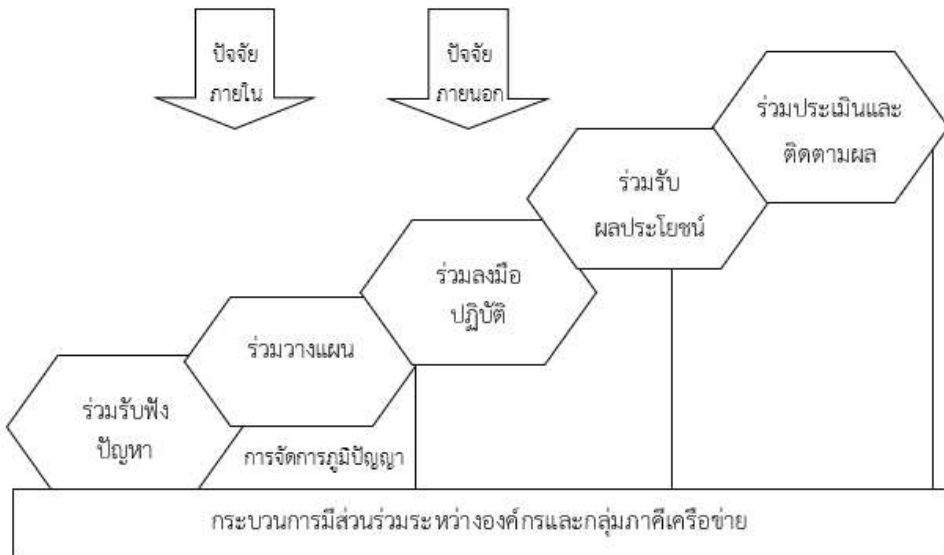 ปัจจัย
ภายใน
ปัจจัย
ภายนอก
ร่วมประเมินและ
ติดตามผล
ร่วมรับ
ผลประโยชน์
ร่วมลงมือ
ปฏิบัติ
ร่วมวางแผน
ร่วมรับฟัง
ปัญหา
การจัดการภูมิปัญญา
กระบวนการมีส่วนร่วมระหว่างองค์กรและกลุ่มภาคีเครือข่าย